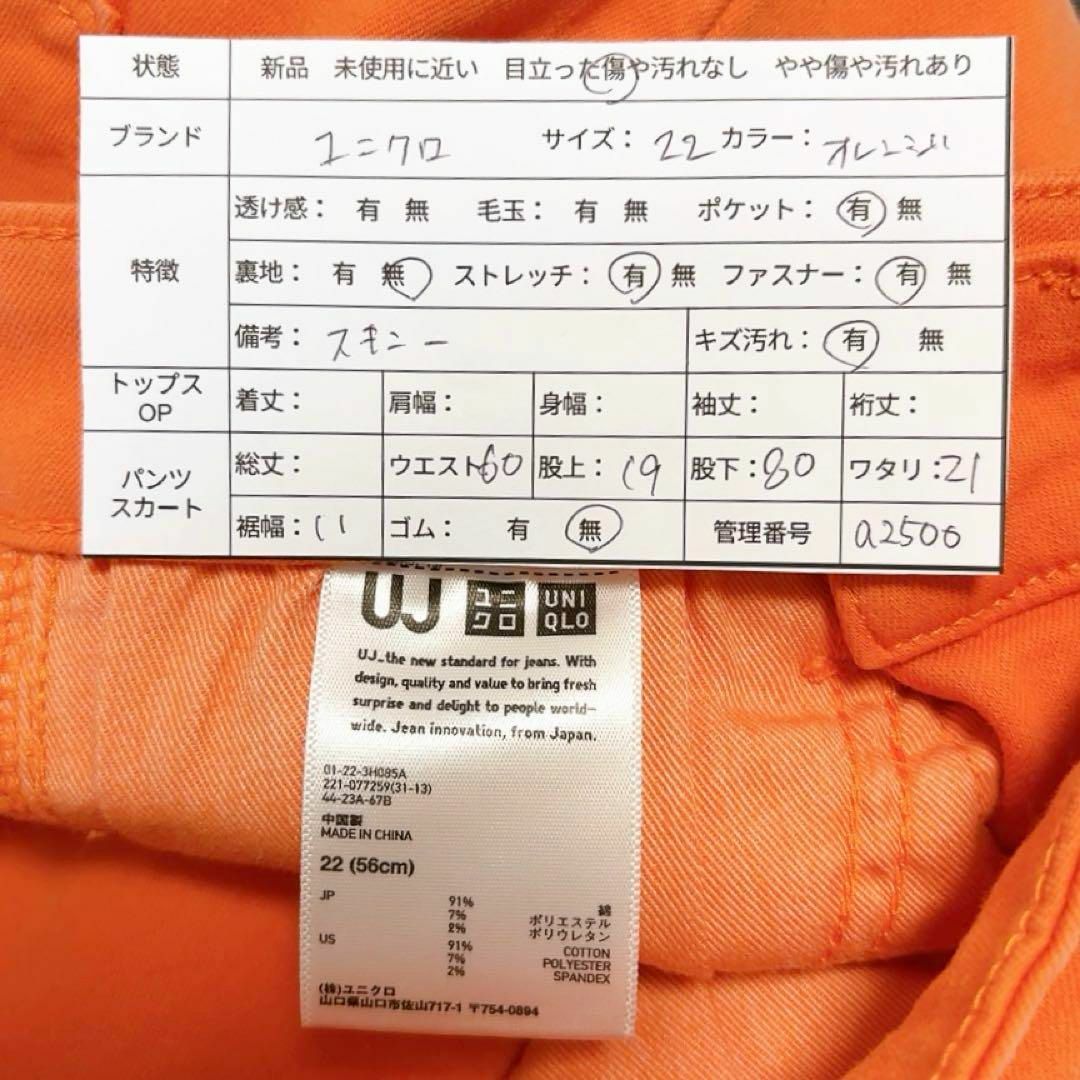 状態 新品 未使用に近い 目立った傷や汚れなし やや傷や汚れあり
ブランド ユニクロ サイズ： 22 カラー： オレンジ
特徴
透け感： 有 無 毛玉： 有 無 ポケット： 有 無
裏地： 有 無 ストレッチ： 有 無 ファスナー： 有 無
備考： スキニー キズ汚れ： 有 無
トップス
OP
着丈： 肩幅： 身幅： 袖丈： 裄丈：
パンツ
スカート
総丈： ウエスト 60 股上： 19 股下： 80 ワタリ： 21
裾幅： 11 ゴム： 有 無 管理番号 a2500
UJ ユニクロ UNIQLO
UJ_the new standard for jeans. With
design, quality and value to bring fresh
surprise and delight to people world-
wide. Jean innovation, from Japan.
01-22-3H085A
221-077259(31-13)
44-23A-67B
中国製
MADE IN CHINA
22 (56cm)
JP 91% 綿
7% ポリエステル
2% ポリウレタン
US 91% COTTON
7% POLYESTER
2% SPANDEX
(株)ユニクロ
山口県山口市佐山717-1 〒754-0894